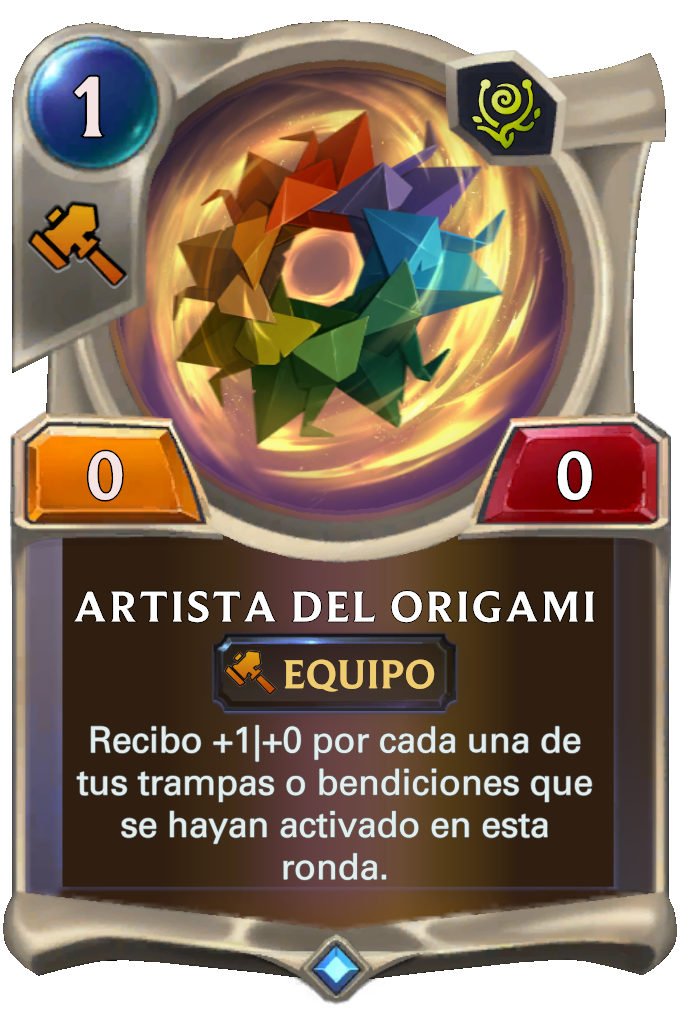 1
0
0
ARTISTA DEL ORIGAMI
EQUIPO
Recibo +1|+0 por cada una de
tus trampas o bendiciones que
se hayan activado en esta
ronda.